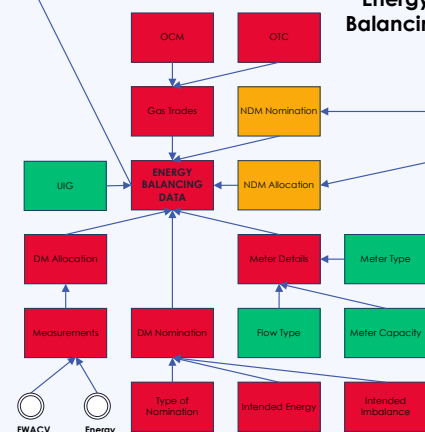 Energy
Balancin
OCM
OTC
Gas Trades
NDM Nomination
UIG
ENERGY
BALANCING
DATA
NDM Allocation
DM Allocation
Meter Details
Meter Type
Measurements
DM Nomination
Flow Type
Meter Capacity
Type of
Nomination
Intended Energy
Intended
Imbalance
FWACV
Energy